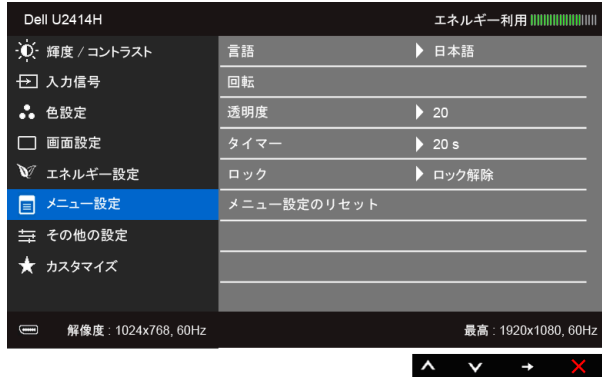 Dell U2414H エネルギー利用
輝度 / コントラスト 言語 日本語
入力信号 回転
色設定 透明度 20
画面設定 タイマー 20 s
エネルギー設定 ロック ロック解除
メニュー設定 メニュー設定のリセット
その他の設定
カスタマイズ
解像度 : 1024x768, 60Hz 最高 : 1920x1080, 60Hz